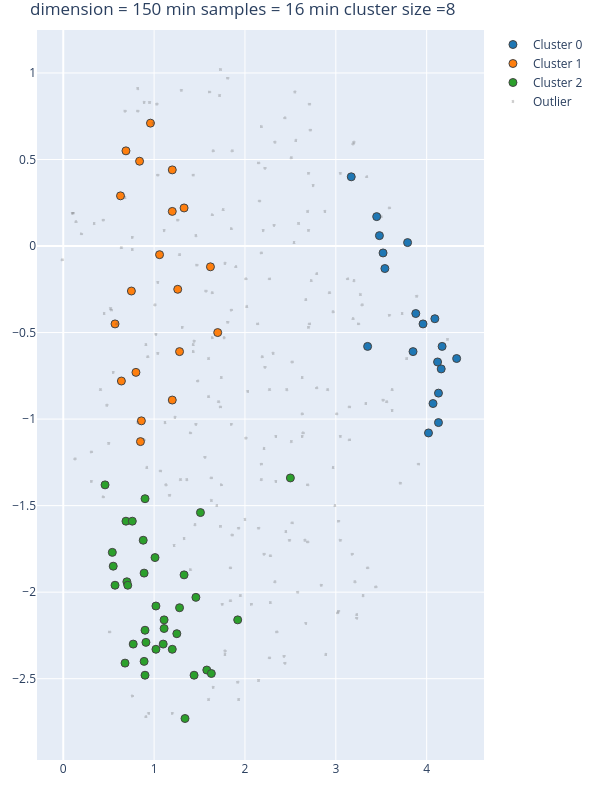 dimension = 150 min samples = 16 min cluster size =8
Cluster 0
Cluster 1
Cluster 2
Outlier
1
0.5
0
−0.5
−1
−1.5
−2
−2.5
0 1 2 3 4